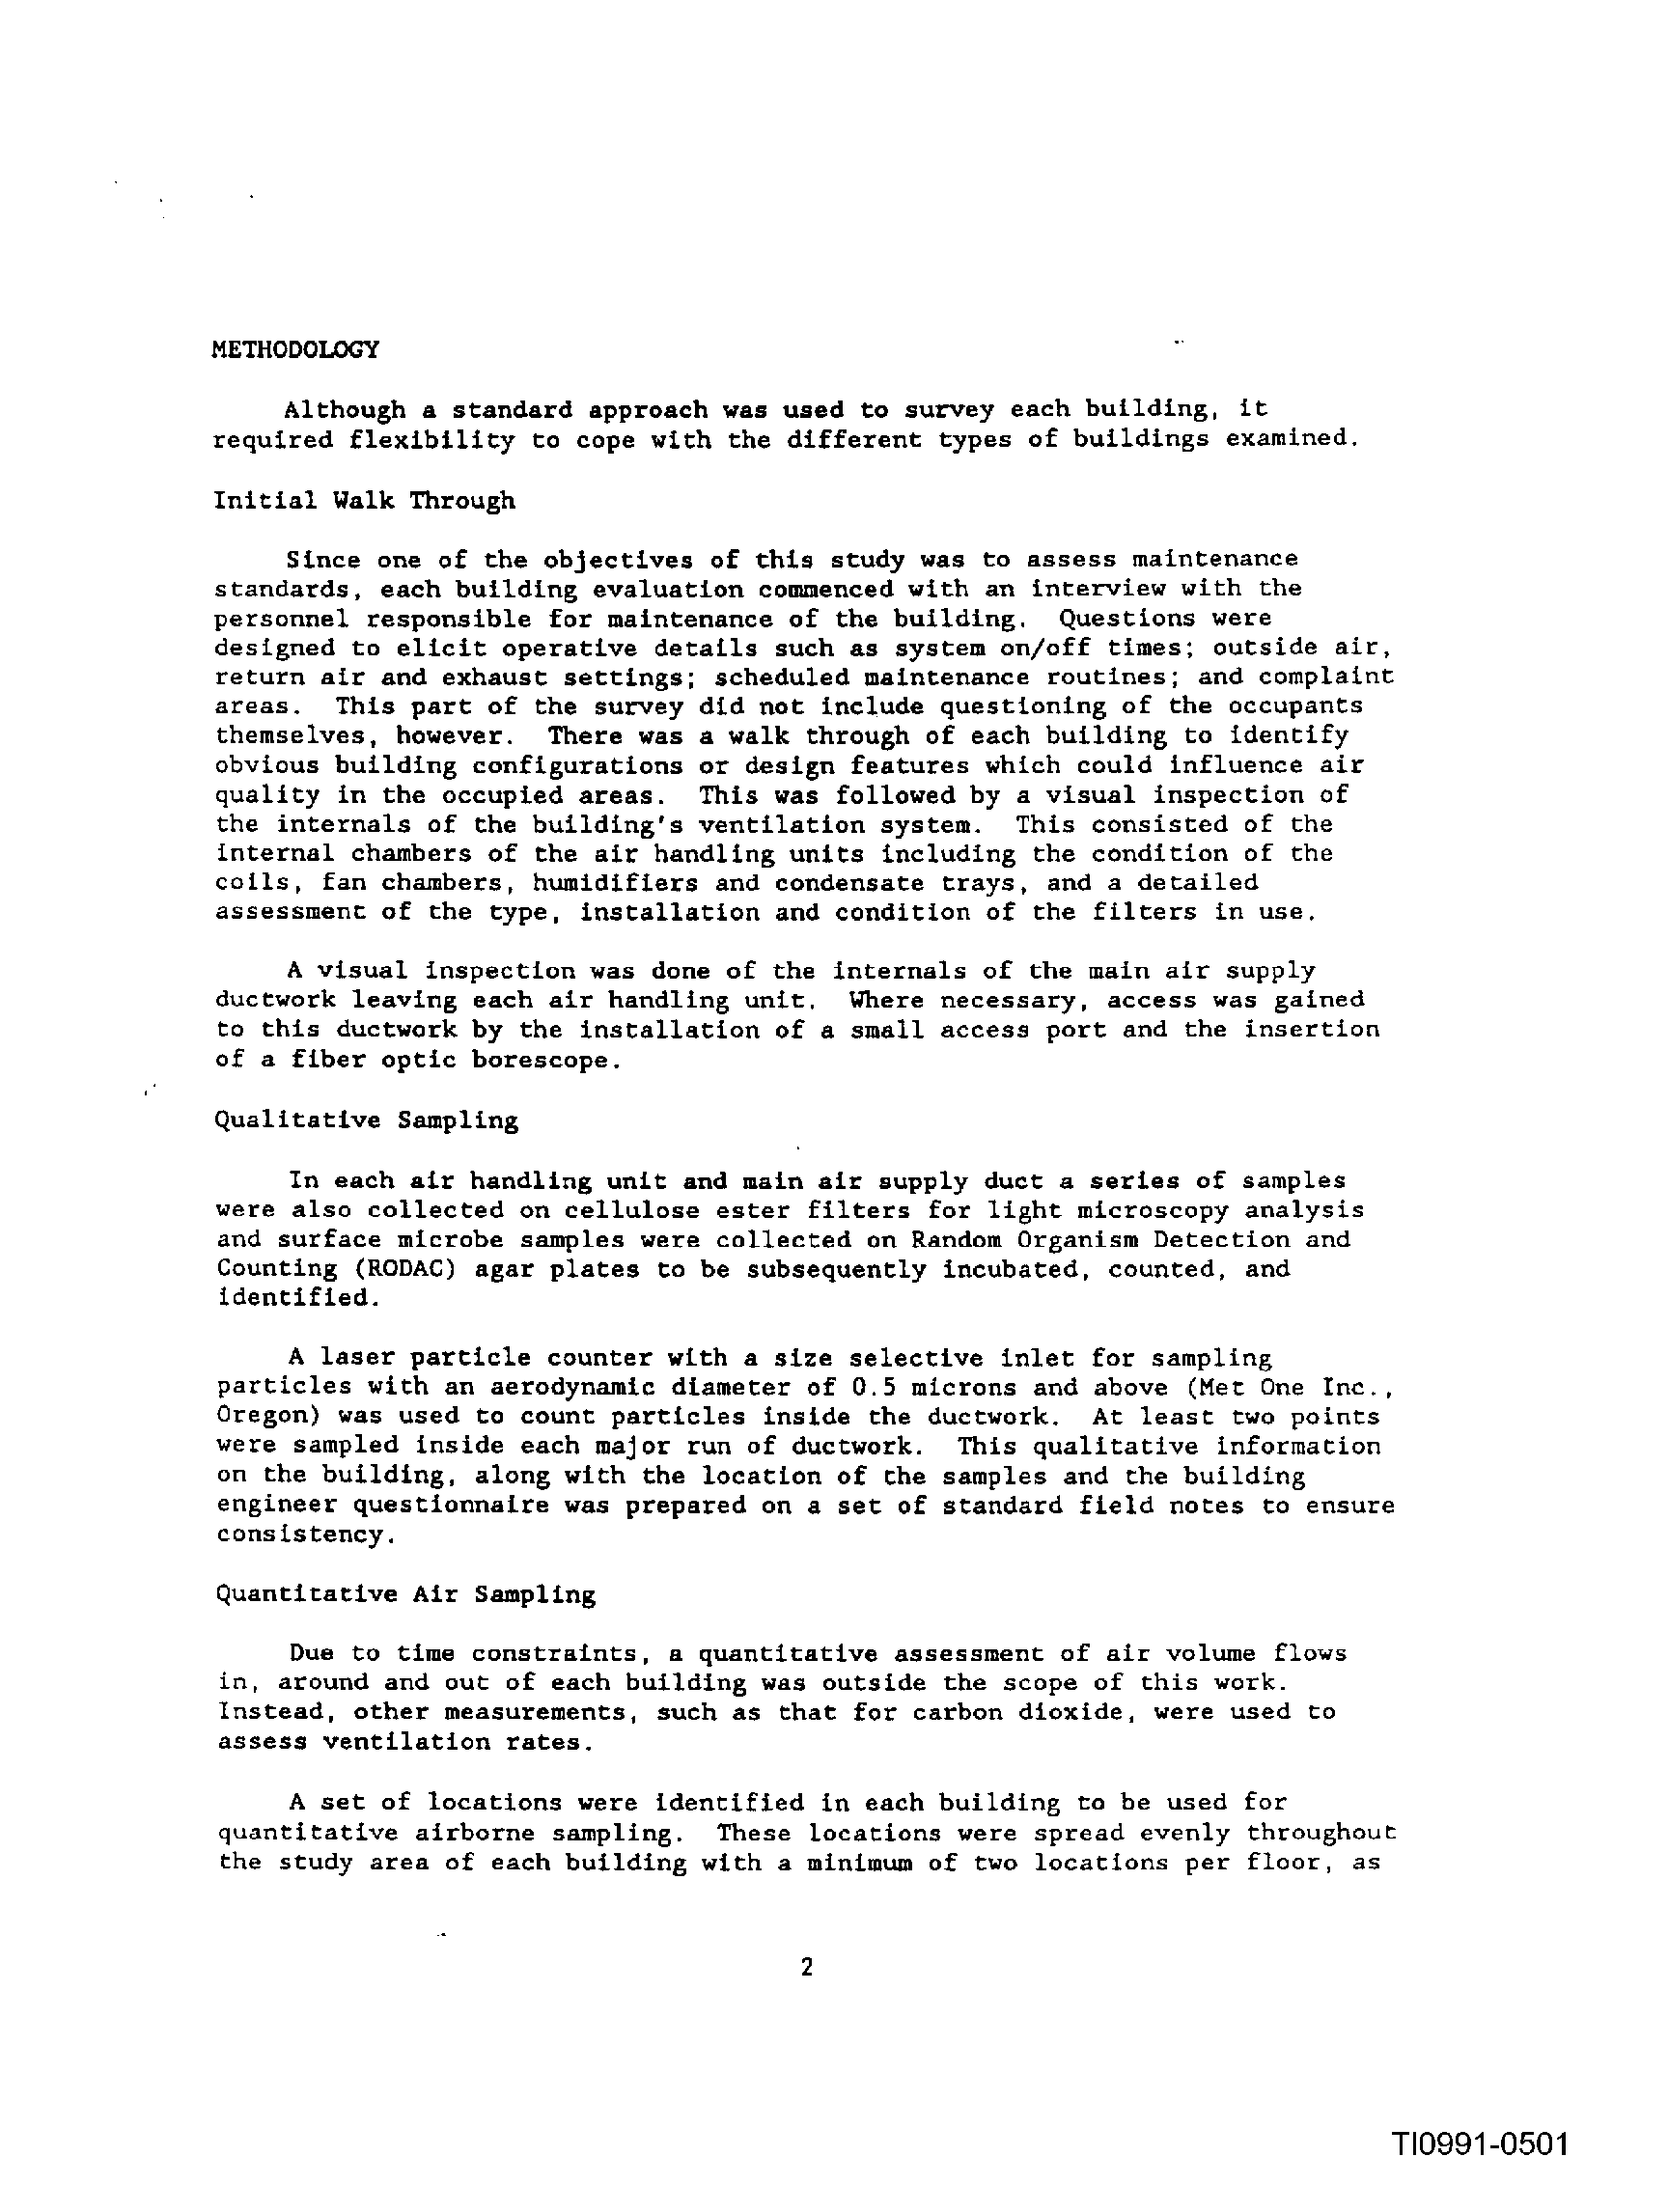 METHODOLOGY
Although a standard approach was used to survey each building, it
required flexibility to cope with the different types of buildings examined.
Initial Walk Through
Since one of the objectives of this study was to assess maintenance
standards, each building evaluation commenced with an interview with the
personnel responsible for maintenance of the building. Questions were
designed to elicit operative details such as system on/off times; outside air,
return air and exhaust settings; scheduled maintenance routines; and complaint
areas. This part of the survey did not include questioning of the occupants
themselves, however. There was a walk through of each building to identify
obvious building configurations or design features which could influence air
quality in the occupied areas. This was followed by a visual inspection of
the internals of the building's ventilation system. This consisted of the
internal chambers of the air handling units including the condition of the
coils, fan chambers, humidifiers and condensate trays, and a detailed
assessment of the type, installation and condition of the filters in use.
A visual inspection was done of the internals of the main air supply
ductwork leaving each air handling unit. Where necessary, access was gained
to this ductwork by the installation of a small access port and the insertion
of a fiber optic borescope.
Qualitative Sampling
In each air handling unit and main air supply duct a series of samples
were also collected on cellulose ester filters for light microscopy analysis
and surface microbe samples were collected on Random Organism Detection and
Counting (RODAC) agar plates to be subsequently incubated, counted, and
identified.
A laser particle counter with a size selective inlet for sampling
particles with an aerodynamic diameter of 0.5 microns and above (Met One Inc.,
Oregon) was used to count particles inside the ductwork. At least two points
were sampled inside each major run of ductwork. This qualitative information
on the building, along with the location of the samples and the building
engineer questionnaire was prepared on a set of standard field notes to ensure
consistency.
Quantitative Air Sampling
Due to time constraints, a quantitative assessment of air volume flows
in, around and out of each building was outside the scope of this work.
Instead, other measurements, such as that for carbon dioxide, were used to
assess ventilation rates.
A set of locations were identified in each building to be used for
quantitative airborne sampling. These locations were spread evenly throughout
the study area of each building with a minimum of two locations per floor, as
2
TI0991-0501